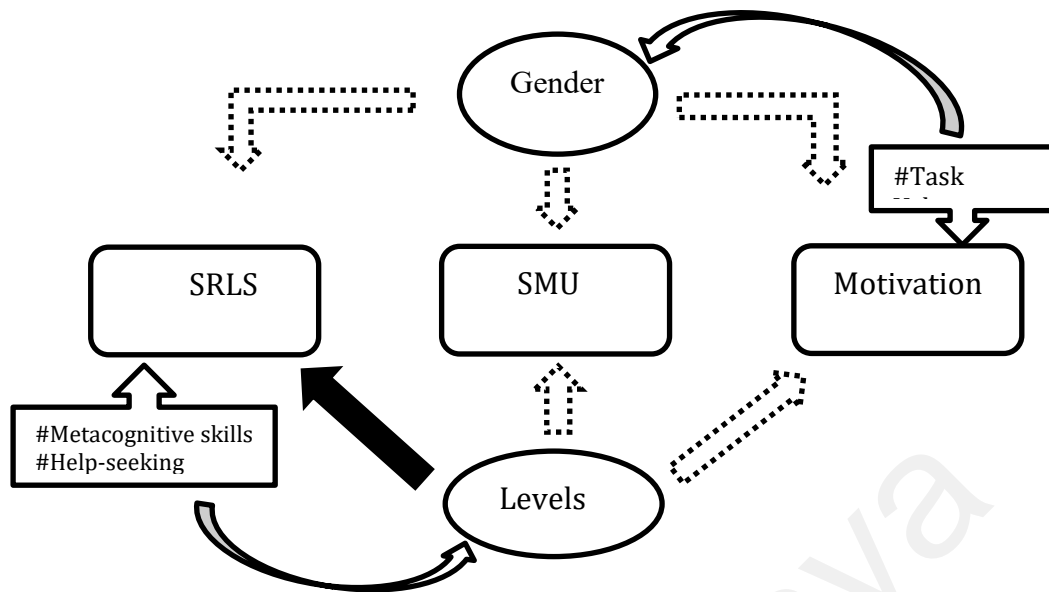 Gender
#Task
SRLS
SMU
Motivation
#Metacognitive skills
#Help-seeking
Levels